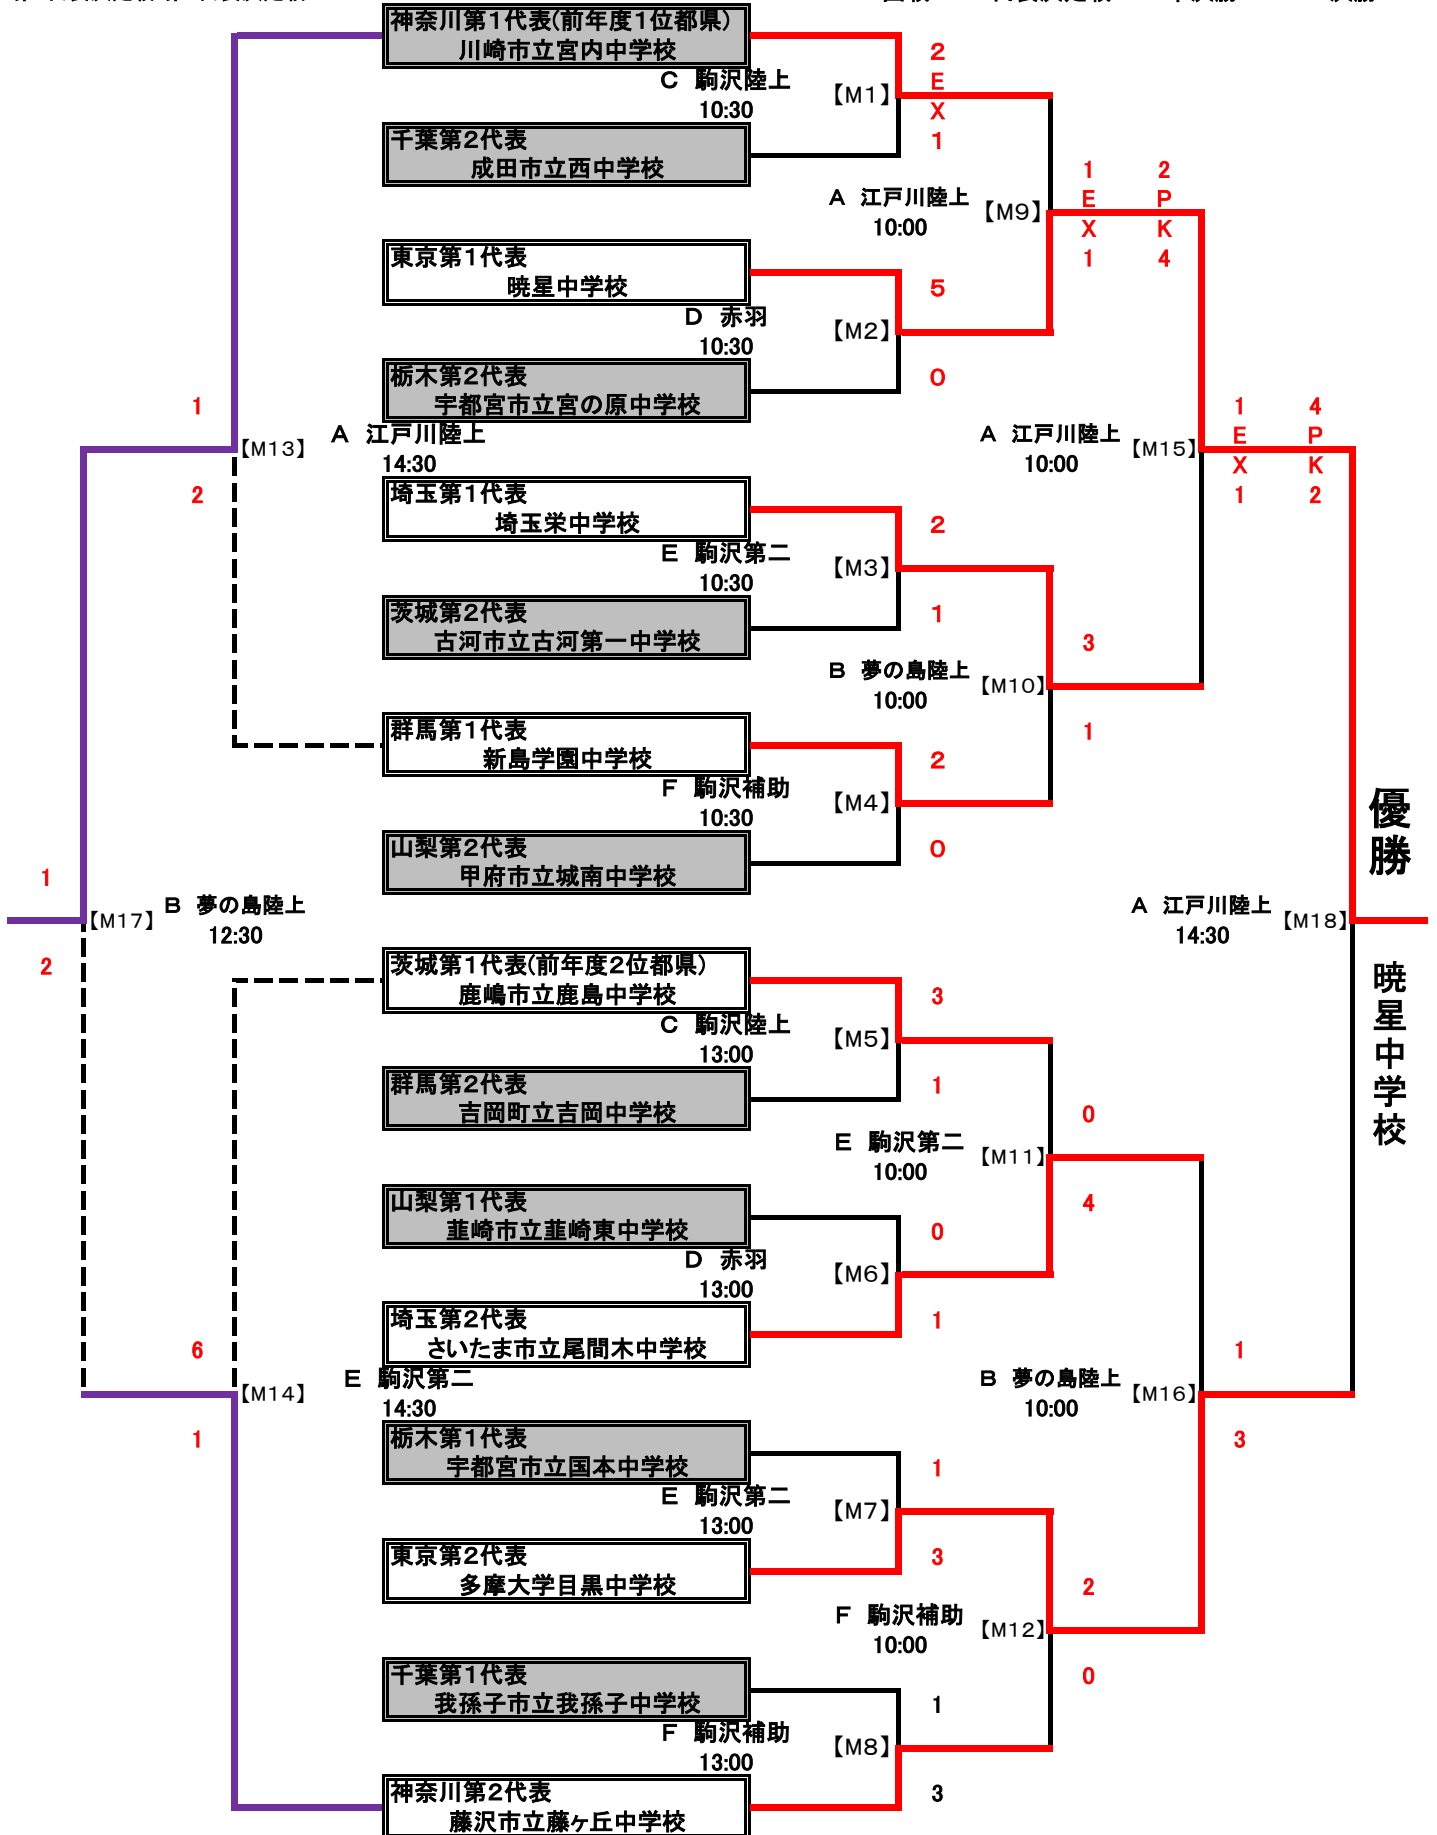 神奈川第1代表(前年度1位都県)
川崎市立宮内中学校
C 駒沢陸上
10:30
【M1】
2
E
X
1
千葉第2代表
成田市立西中学校
A 江戸川陸上
10:00
【M9】
1
E
X
1
2
P
K
4
東京第1代表
暁星中学校
D 赤羽
10:30
【M2】
5
0
栃木第2代表
宇都宮市立宮の原中学校
1
【M13】
2
A 江戸川陸上
14:30
A 江戸川陸上
10:00
【M15】
1
E
X
1
4
P
K
2
埼玉第1代表
埼玉栄中学校
E 駒沢第二
10:30
【M3】
2
1
茨城第2代表
古河市立古河第一中学校
B 夢の島陸上
10:00
【M10】
3
1
群馬第1代表
新島学園中学校
F 駒沢補助
10:30
【M4】
2
0
山梨第2代表
甲府市立城南中学校
1
【M17】
2
B 夢の島陸上
12:30
A 江戸川陸上
14:30
【M18】
優勝
暁星中学校
茨城第1代表(前年度2位都県)
鹿嶋市立鹿島中学校
C 駒沢陸上
13:00
【M5】
3
1
群馬第2代表
吉岡町立吉岡中学校
E 駒沢第二
10:00
【M11】
0
4
山梨第1代表
韮崎市立韮崎東中学校
D 赤羽
13:00
【M6】
0
1
埼玉第2代表
さいたま市立尾間木中学校
6
【M14】
1
E 駒沢第二
14:30
B 夢の島陸上
10:00
【M16】
1
3
栃木第1代表
宇都宮市立国本中学校
E 駒沢第二
13:00
【M7】
1
3
東京第2代表
多摩大学目黒中学校
F 駒沢補助
10:00
【M12】
2
0
千葉第1代表
我孫子市立我孫子中学校
F 駒沢補助
13:00
【M8】
1
3
神奈川第2代表
藤沢市立藤ヶ丘中学校